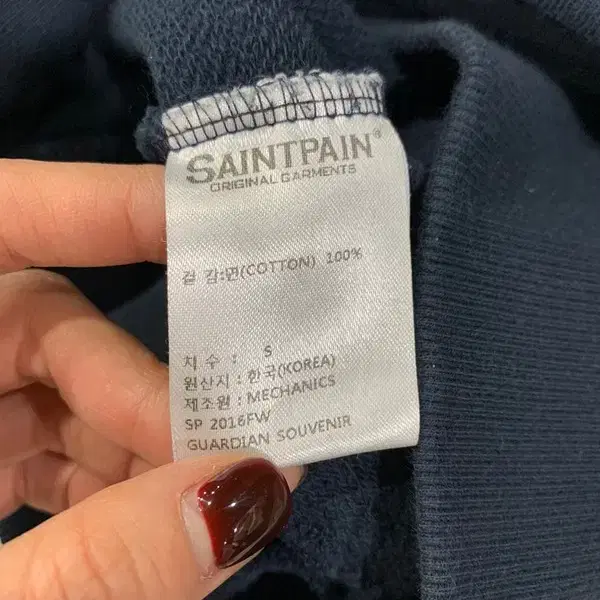 SAINTPAIN®
ORIGINAL GARMENTS
겉 감:면(COTTON) 100%
치 수 : S
원산지 : 한국(KOREA)
제조원 : MECHANICS
SP 2016FW
GUARDIAN SOUVENIR